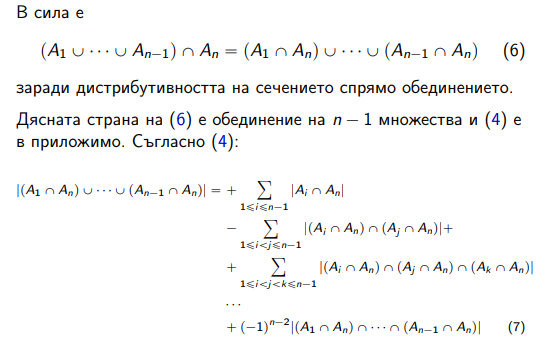 В сила е
(A₁ ∪ ⋯ ∪ Aₙ₋₁) ∩ Aₙ = (A₁ ∩ Aₙ) ∪ ⋯ ∪ (Aₙ₋₁ ∩ Aₙ) (6)
заради дистрибутивността на сечението спрямо обединението.
Дясната страна на (6) е обединение на n − 1 множества и (4) е
в приложимо. Съгласно (4):
|(A₁ ∩ Aₙ) ∪ ⋯ ∪ (Aₙ₋₁ ∩ Aₙ)| = + ∑ |Aᵢ ∩ Aₙ|
1⩽i⩽n−1
− ∑ |(Aᵢ ∩ Aₙ) ∩ (Aⱼ ∩ Aₙ)|+
1⩽i<j⩽n−1
+ ∑ |(Aᵢ ∩ Aₙ) ∩ (Aⱼ ∩ Aₙ) ∩ (Aₖ ∩ Aₙ)|
1⩽i<j<k⩽n−1
⋯
+ (−1)ⁿ⁻²|(A₁ ∩ Aₙ) ∩ ⋯ ∩ (Aₙ₋₁ ∩ Aₙ)| (7)